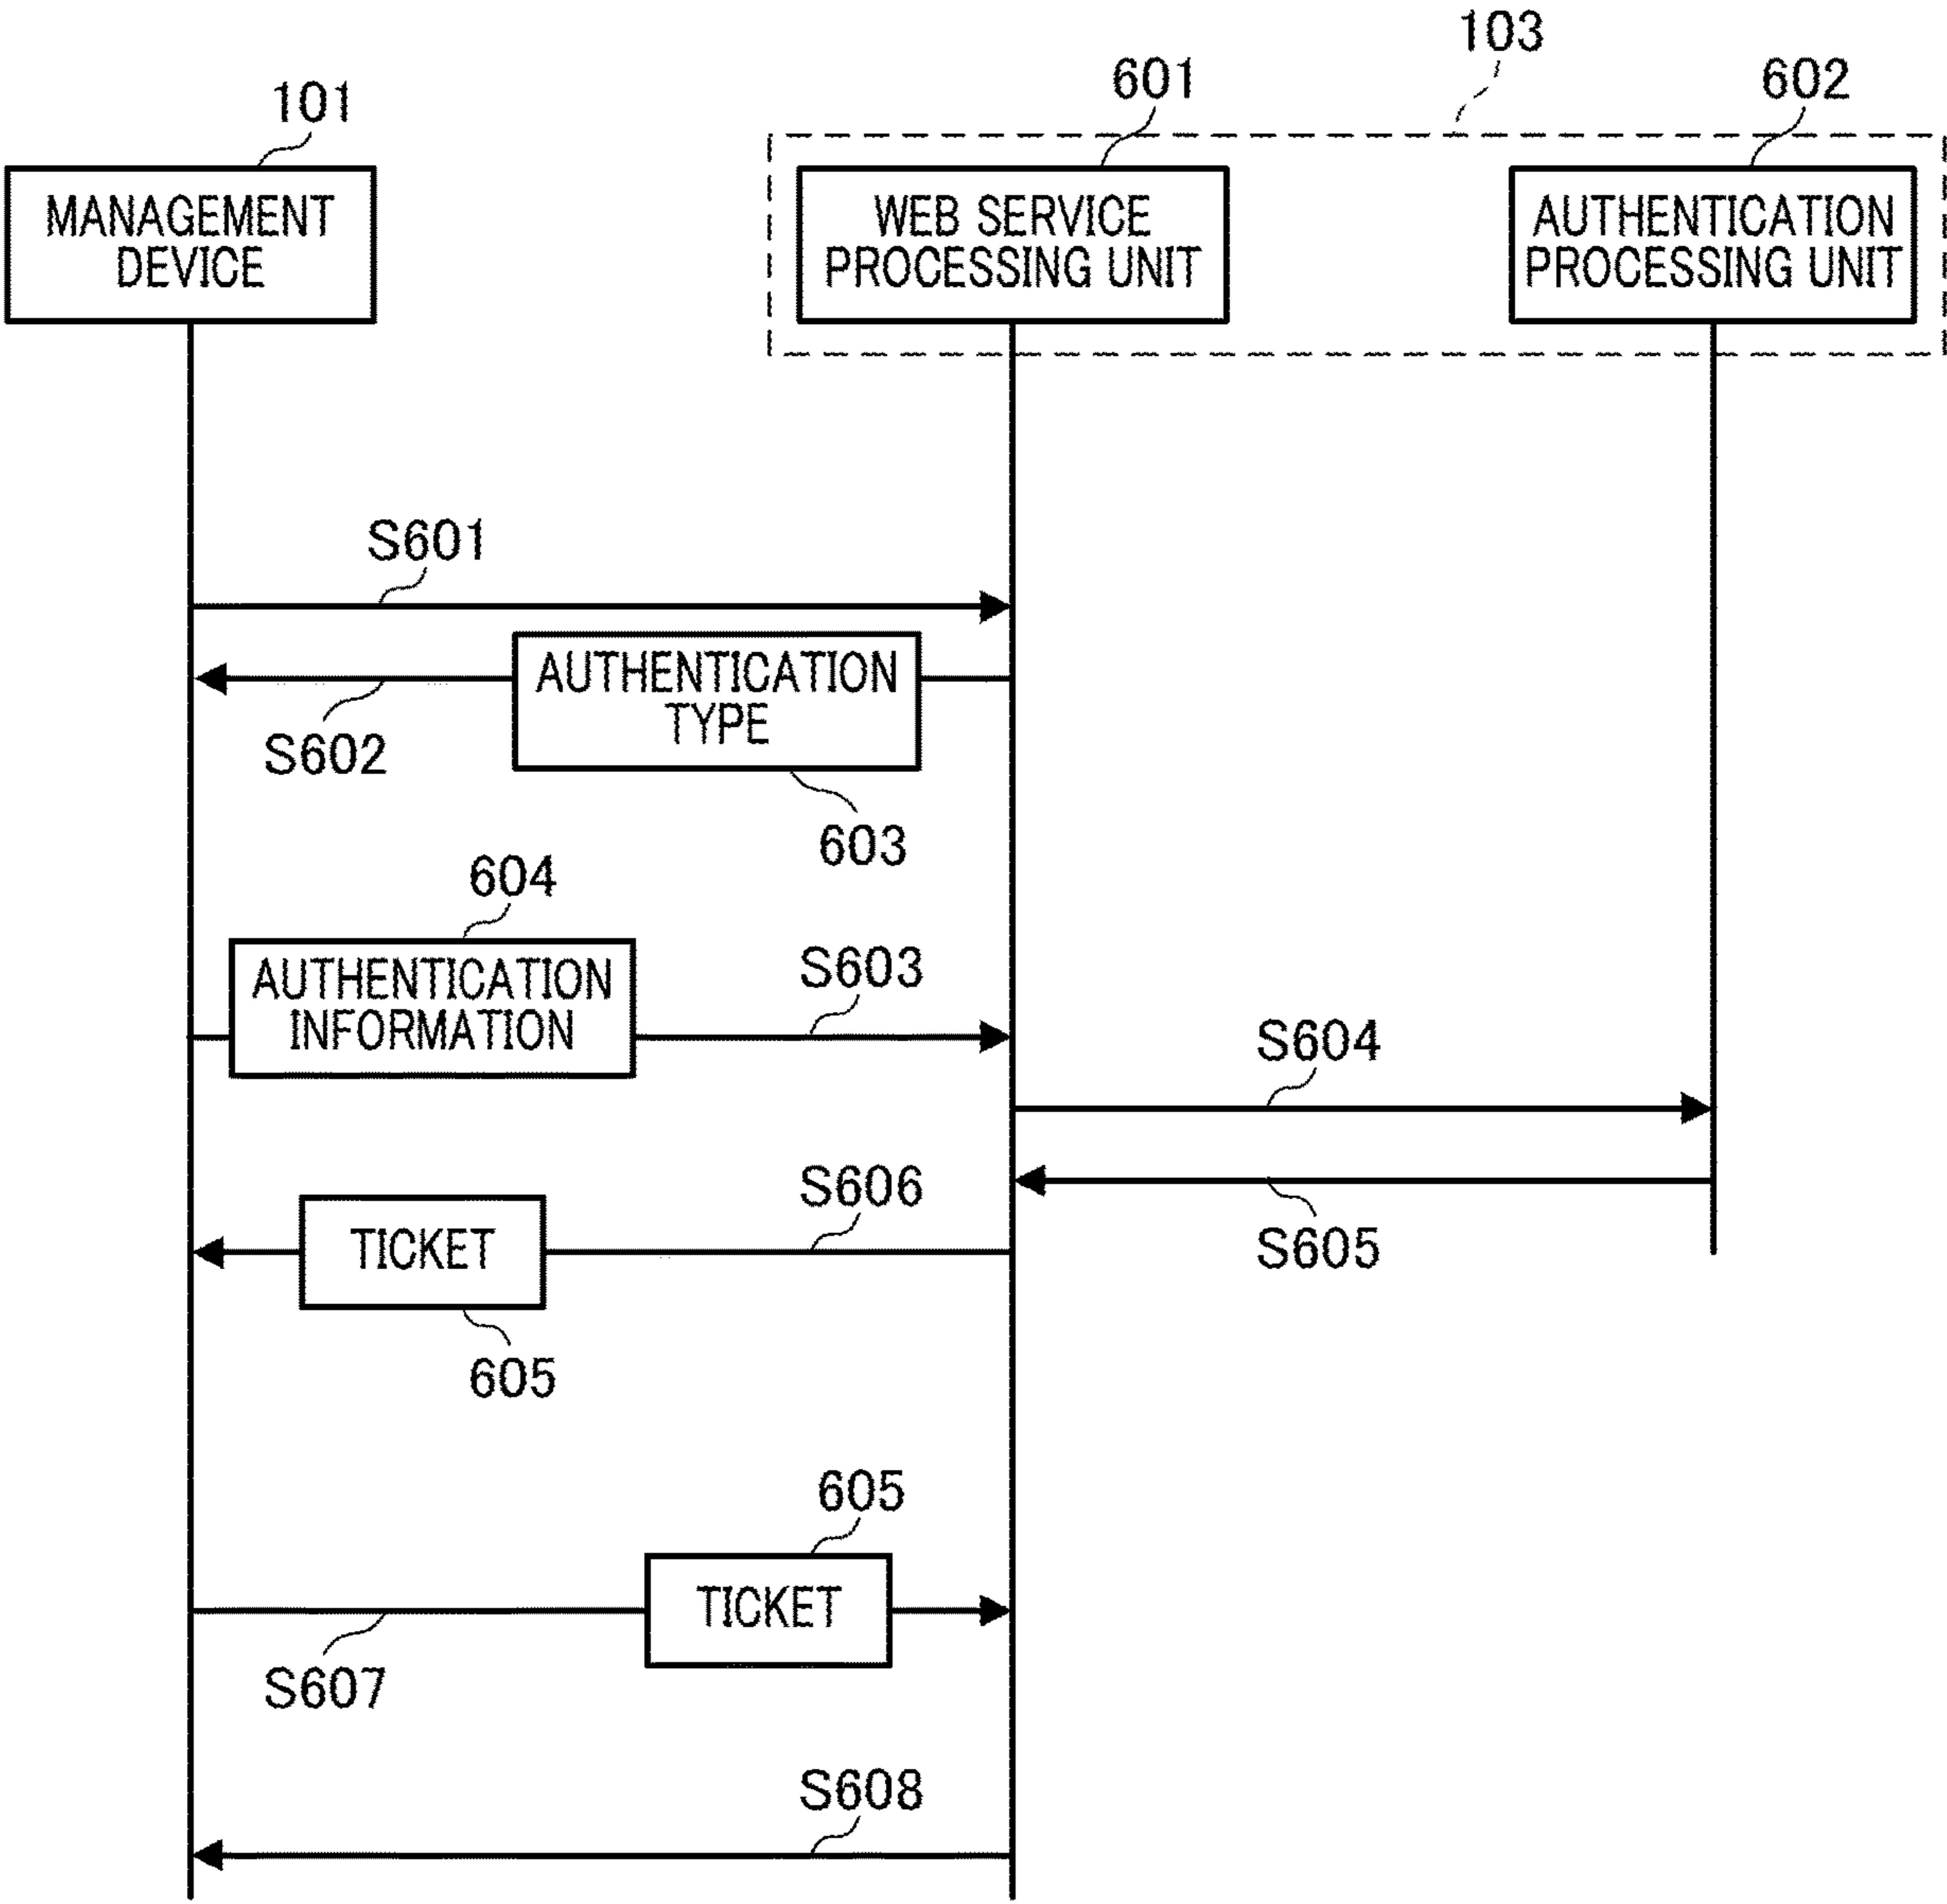 103
101
601
602
MANAGEMENT
DEVICE
WEB SERVICE
PROCESSING UNIT
AUTHENTICATION
PROCESSING UNIT
S601
AUTHENTICATION
TYPE
S602
603
604
AUTHENTICATION
INFORMATION
S603
S604
S606
TICKET
S605
605
605
TICKET
S607
S608